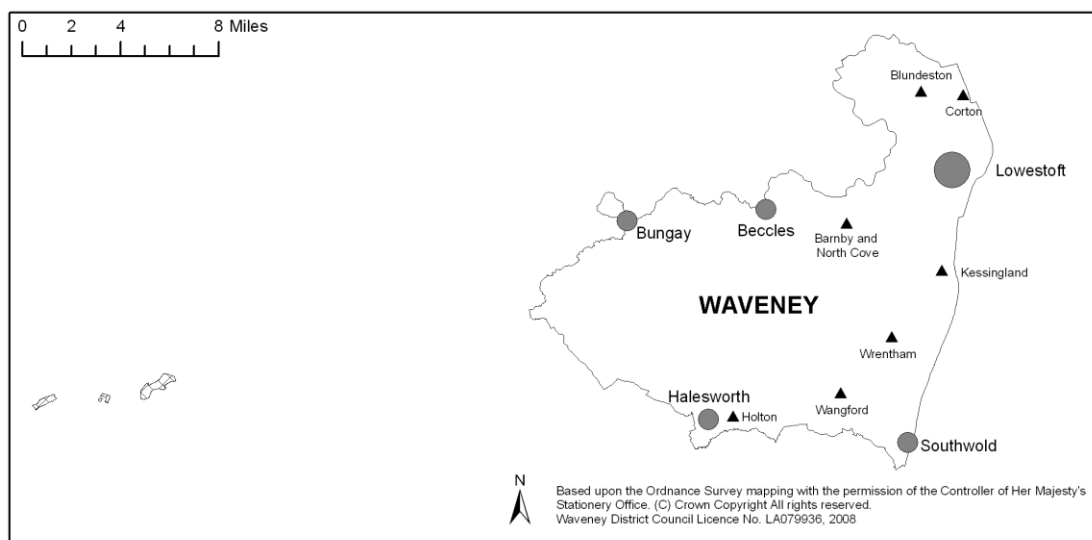 0 2 4 8 Miles
Blundeston
Corton
Lowestoft
Bungay
Beccles
Barnby and
North Cove
Kessingland
WAVENEY
Wrentham
Halesworth
Holton
Wangford
Southwold
N
Based upon the Ordnance Survey mapping with the permission of the Controller of Her Majesty's
Stationery Office. (C) Crown Copyright All rights reserved.
Waveney District Council Licence No. LA079936, 2008